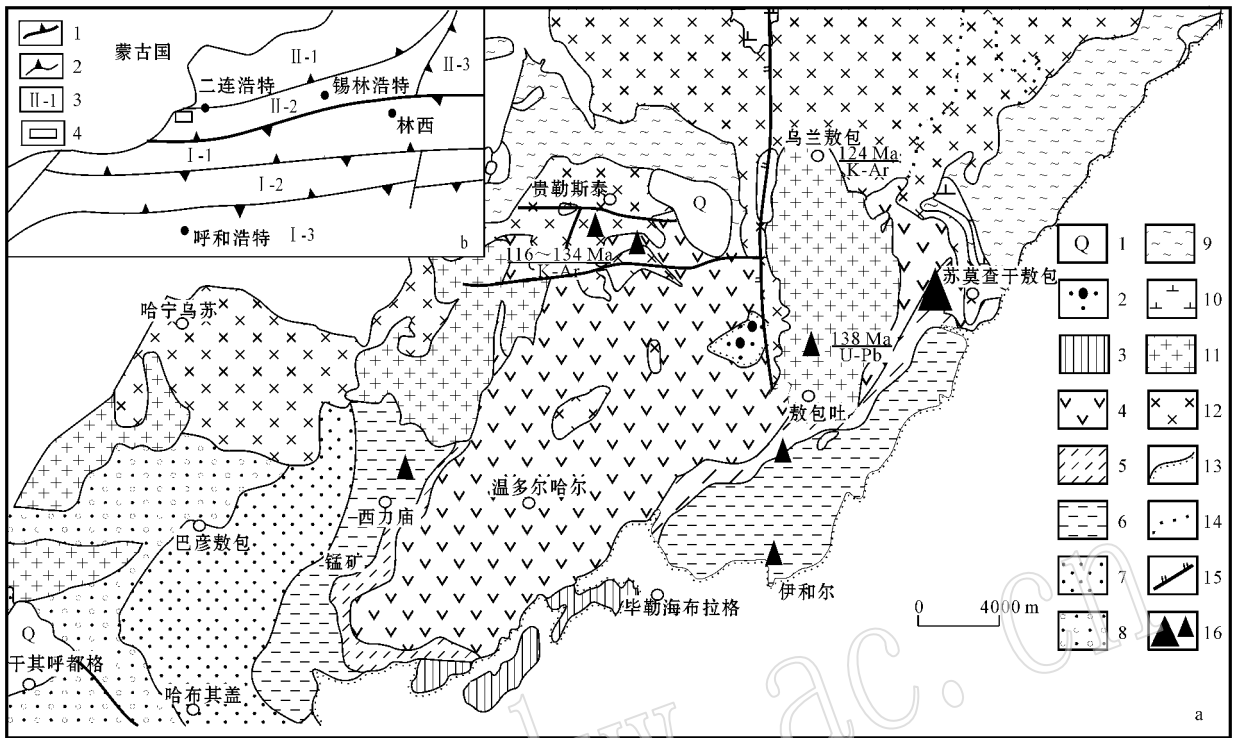 1
2
Ⅱ-1 3
4
蒙古国
二连浩特
Ⅱ-1
锡林浩特
Ⅱ-3
Ⅱ-2
林西
Ⅰ-1
Ⅰ-2
呼和浩特
Ⅰ-3
b
乌兰敖包
124 Ma
K-Ar
贵勒斯泰
Q
116~134 Ma
K-Ar
苏莫查干敖包
哈宁乌苏
138 Ma
U-Pb
敖包吐
温多尔哈尔
西力庙
巴彦敖包
锰矿
伊和尔
毕勒海布拉格
0 4000 m
Q
干其呼都格
哈布其盖
Q 1
2
3
4
5
6
7
8
9
10
11
12
13
14
15
16
a
w.ac.cn